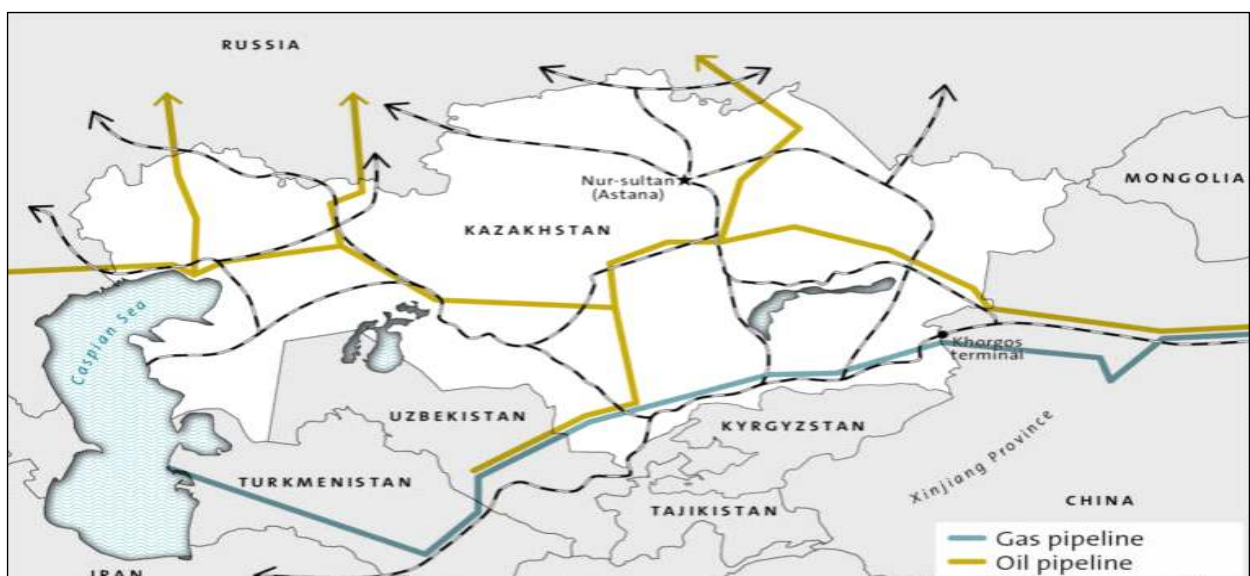 RUSSIA
MONGOLIA
Nur-sultan
(Astana)
KAZAKHSTAN
Caspian Sea
Khorgos
terminal
UZBEKISTAN
KYRGYZSTAN
TURKMENISTAN
TAJIKISTAN
Xinjiang Province
CHINA
IRAN
Gas pipeline
Oil pipeline